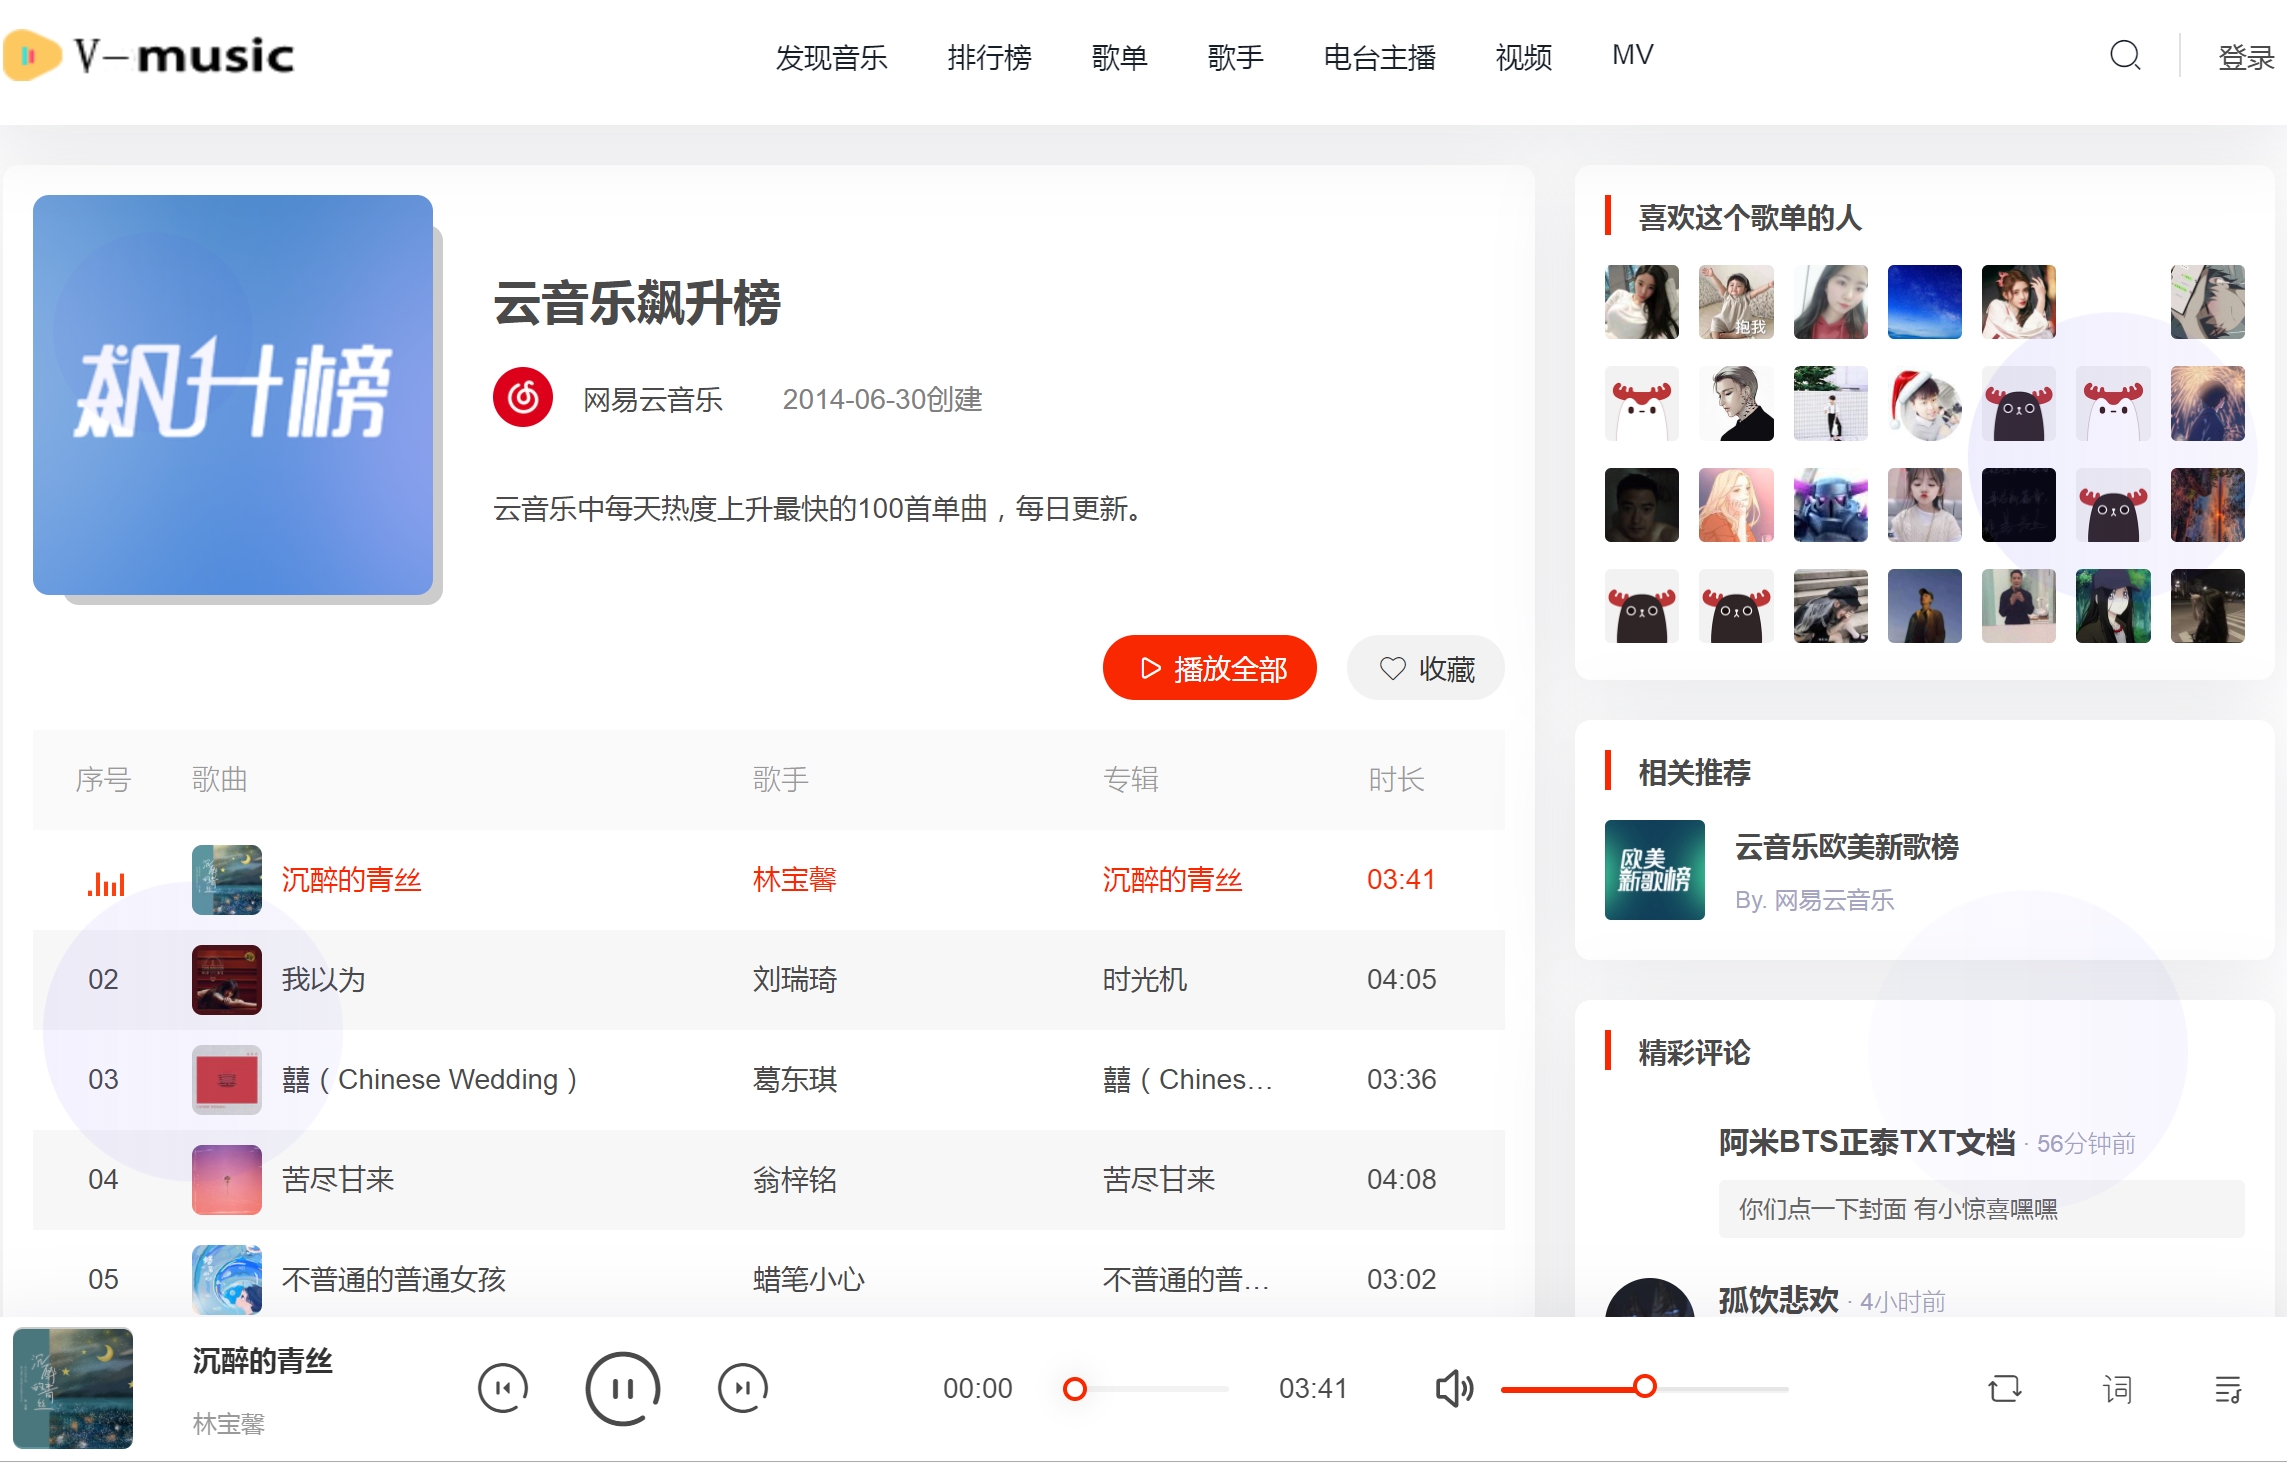 V-music
发现音乐 排行榜 歌单 歌手 电台主播 视频 MV 登录
飙升榜
云音乐飙升榜
网易云音乐 2014-06-30创建
云音乐中每天热度上升最快的100首单曲，每日更新。
播放全部 收藏
序号 歌曲 歌手 专辑 时长
沉醉的青丝 林宝馨 沉醉的青丝 03:41
02 我以为 刘瑞琦 时光机 04:05
03 囍（Chinese Wedding） 葛东琪 囍（Chines... 03:36
04 苦尽甘来 翁梓铭 苦尽甘来 04:08
05 不普通的普通女孩 蜡笔小心 不普通的普... 03:02
喜欢这个歌单的人
抱我
相关推荐
欧美
新歌榜
云音乐欧美新歌榜
By. 网易云音乐
精彩评论
阿米BTS正泰TXT文档 · 56分钟前
你们点一下封面 有小惊喜嘿嘿
孤饮悲欢 · 4小时前
沉醉的青丝
沉醉的青丝
林宝馨
00:00 03:41
词